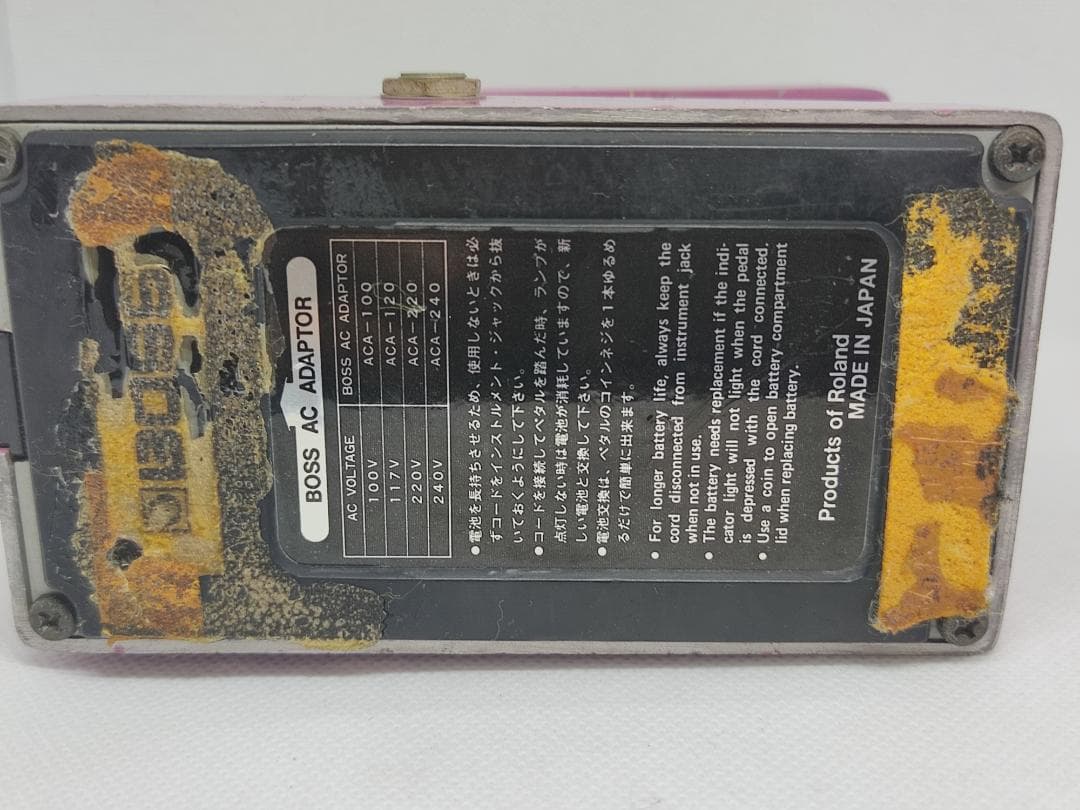 BOSS
BOSS AC ADAPTOR
AC VOLTAGE BOSS AC ADAPTOR
100V ACA-100
117V ACA-120
220V ACA-220
240V ACA-240
●電池を長持ちさせるため、使用しないときは必
ずコードをインストルメント・ジャックから抜
いておくようにして下さい。
●コードを接続してペタルを踏んだ時、ランプが
点灯しない時は電池が消耗していますので、新
しい電池と交換して下さい。
●電池交換は、ペタルのコインネジを1本ゆるめ
るだけで簡単に出来ます。
● For longer battery life, always keep the
cord disconnected from instrument jack
when not in use.
● The battery needs replacement if the indi-
cator light will not light when the pedal
is depressed with the cord connected.
● Use a coin to open battery compartment
lid when replacing battery.
Products of Roland
MADE IN JAPAN